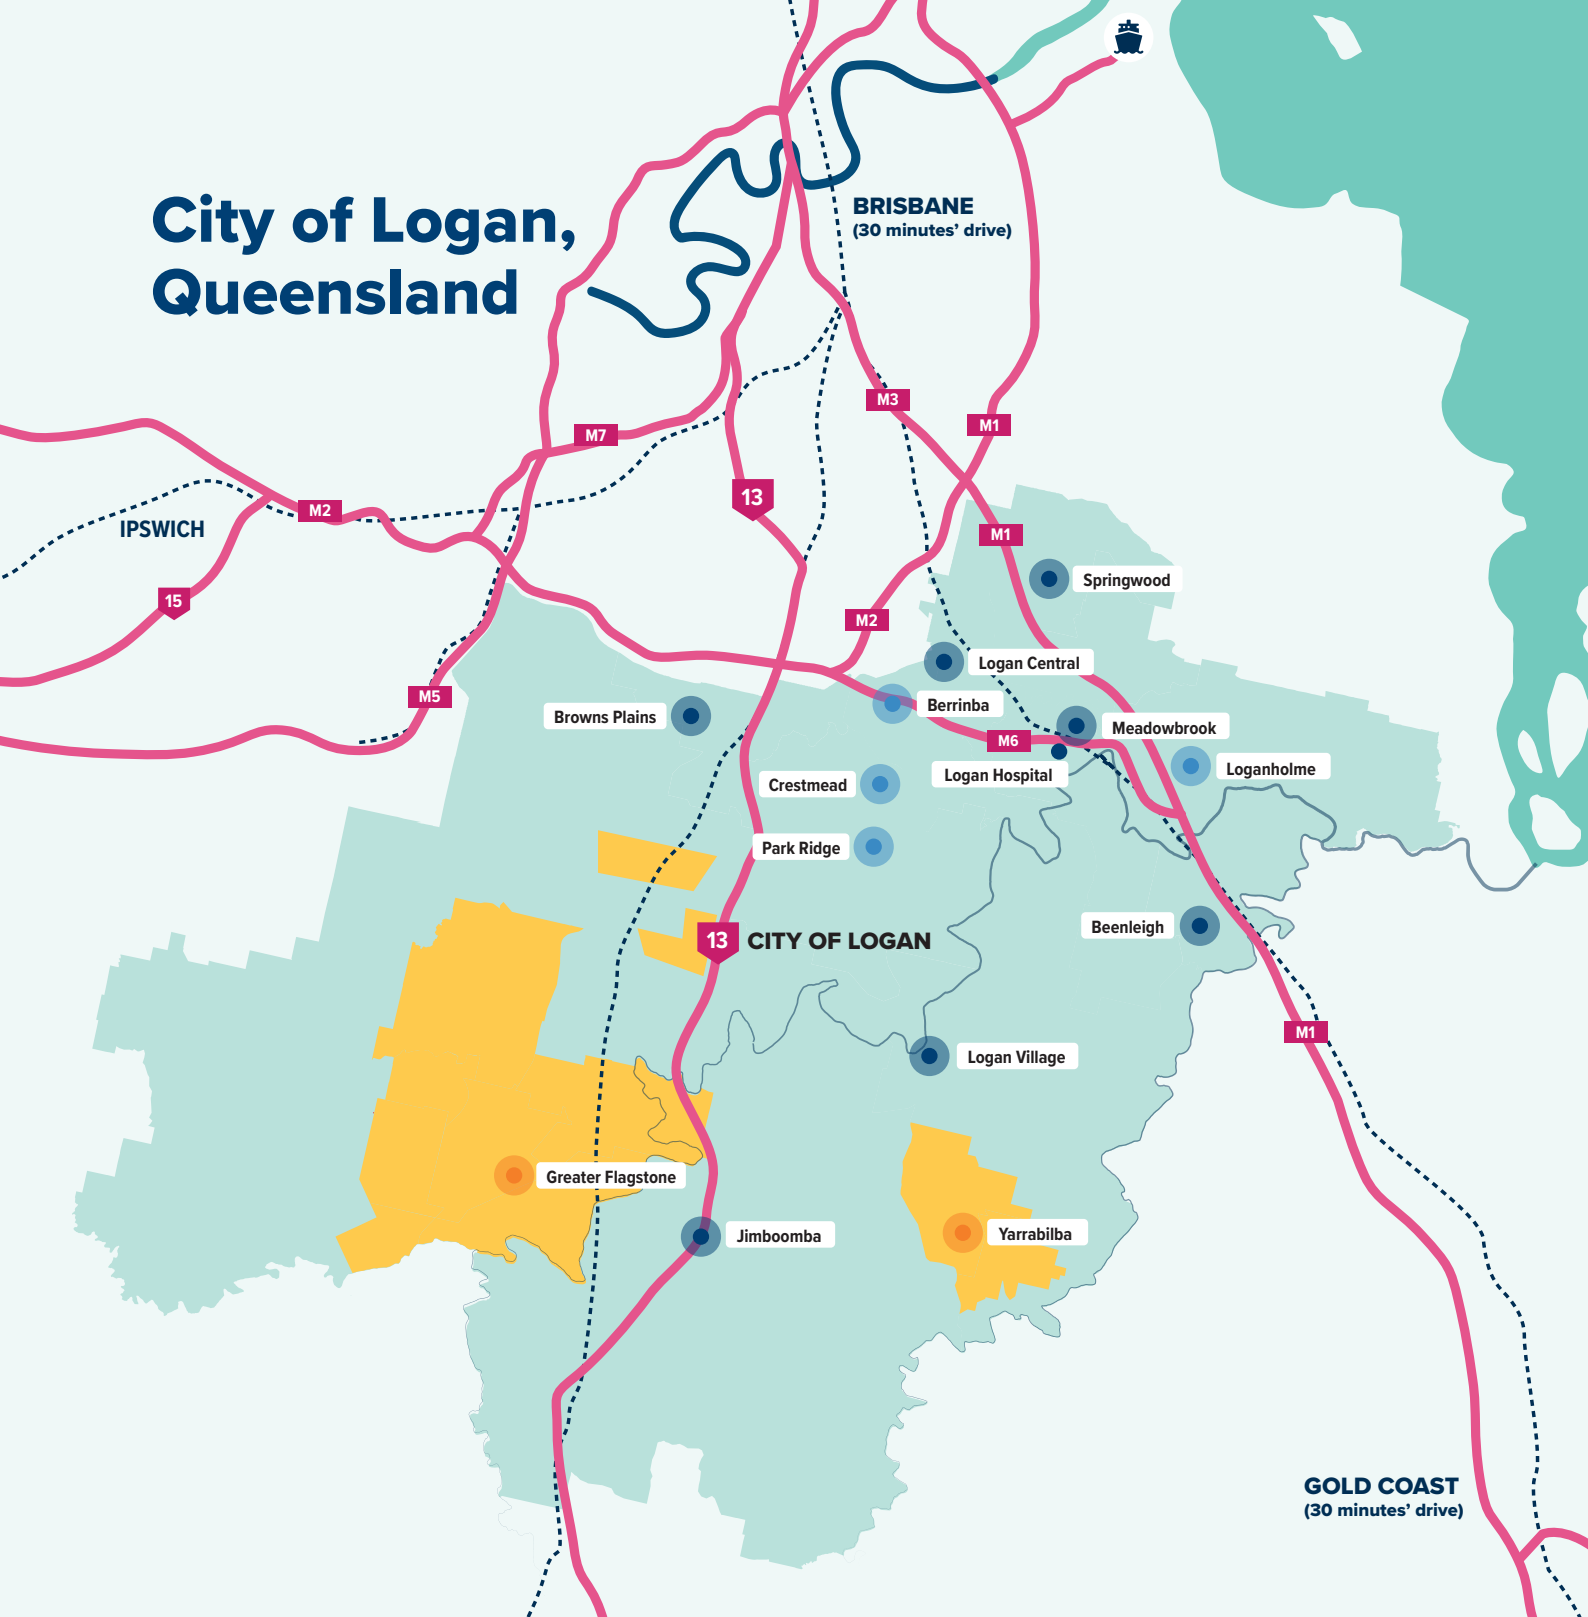 City of Logan,
Queensland
BRISBANE
(30 minutes’ drive)
M3
M1
M7
13
M2
IPSWICH
M1
Springwood
15
M2
Logan Central
M5
Berrinba
Browns Plains
Meadowbrook
M6
Loganholme
Logan Hospital
Crestmead
Park Ridge
Beenleigh
13
CITY OF LOGAN
M1
Logan Village
Greater Flagstone
Jimboomba
Yarrabilba
GOLD COAST
(30 minutes’ drive)